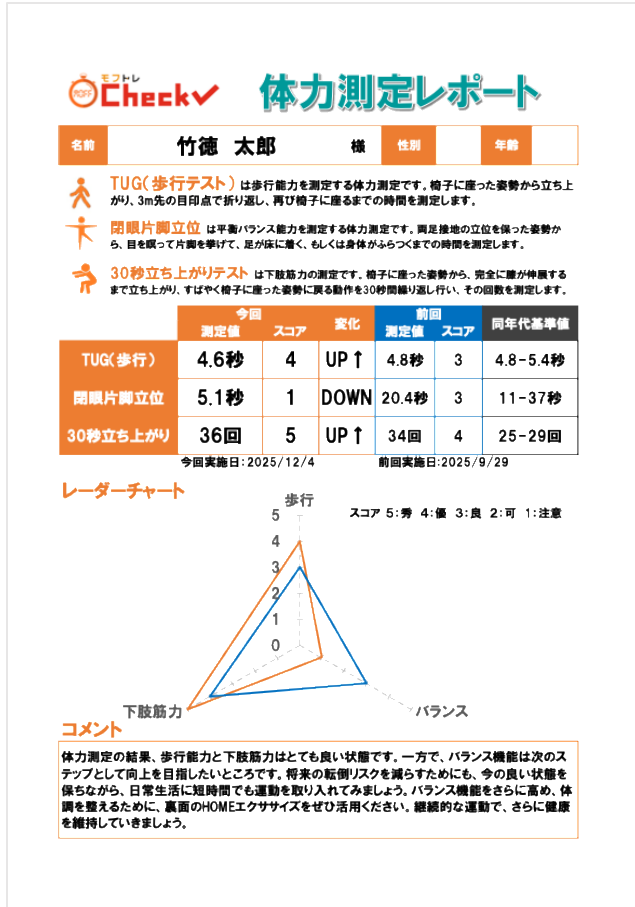 モフトレ
%OFF Check
体力測定レポート
名前 竹徳 太郎 様 性別 年齢
TUG(歩行テスト) は歩行能力を測定する体力測定です。椅子に座った姿勢から立ち上
がり、3m先の目印点で折り返し、再び椅子に座るまでの時間を測定します。
閉眼片脚立位 は平衡バランス能力を測定する体力測定です。両足接地の立位を保った姿勢か
ら、目を瞑って片脚を挙げて、足が床に着く、もしくは身体がふらつくまでの時間を測定します。
30秒立ち上がりテスト は下肢筋力の測定です。椅子に座った姿勢から、完全に膝が伸展する
まで立ち上がり、すばやく椅子に座った姿勢に戻る動作を30秒間繰り返し行い、その回数を測定します。
今回 変化 前回 同年代基準値
測定値 スコア 測定値 スコア
TUG(歩行) 4.6秒 4 UP↑ 4.8秒 3 4.8-5.4秒
閉眼片脚立位 5.1秒 1 DOWN 20.4秒 3 11-37秒
30秒立ち上がり 36回 5 UP↑ 34回 4 25-29回
今回実施日:2025/12/4 前回実施日:2025/9/29
レーダーチャート
歩行
スコア 5:秀 4:優 3:良 2:可 1:注意
5
4
3
2
1
0
下肢筋力 バランス
コメント
体力測定の結果、歩行能力と下肢筋力はとても良い状態です。一方で、バランス機能は次のス
テップとして向上を目指したいところです。将来の転倒リスクを減らすためにも、今の良い状態を
保ちながら、日常生活に短時間でも運動を取り入れてみましょう。バランス機能をさらに高め、体
調を整えるために、裏面のHOMEエクササイズをぜひ活用ください。継続的な運動で、さらに健康
を維持していきましょう。